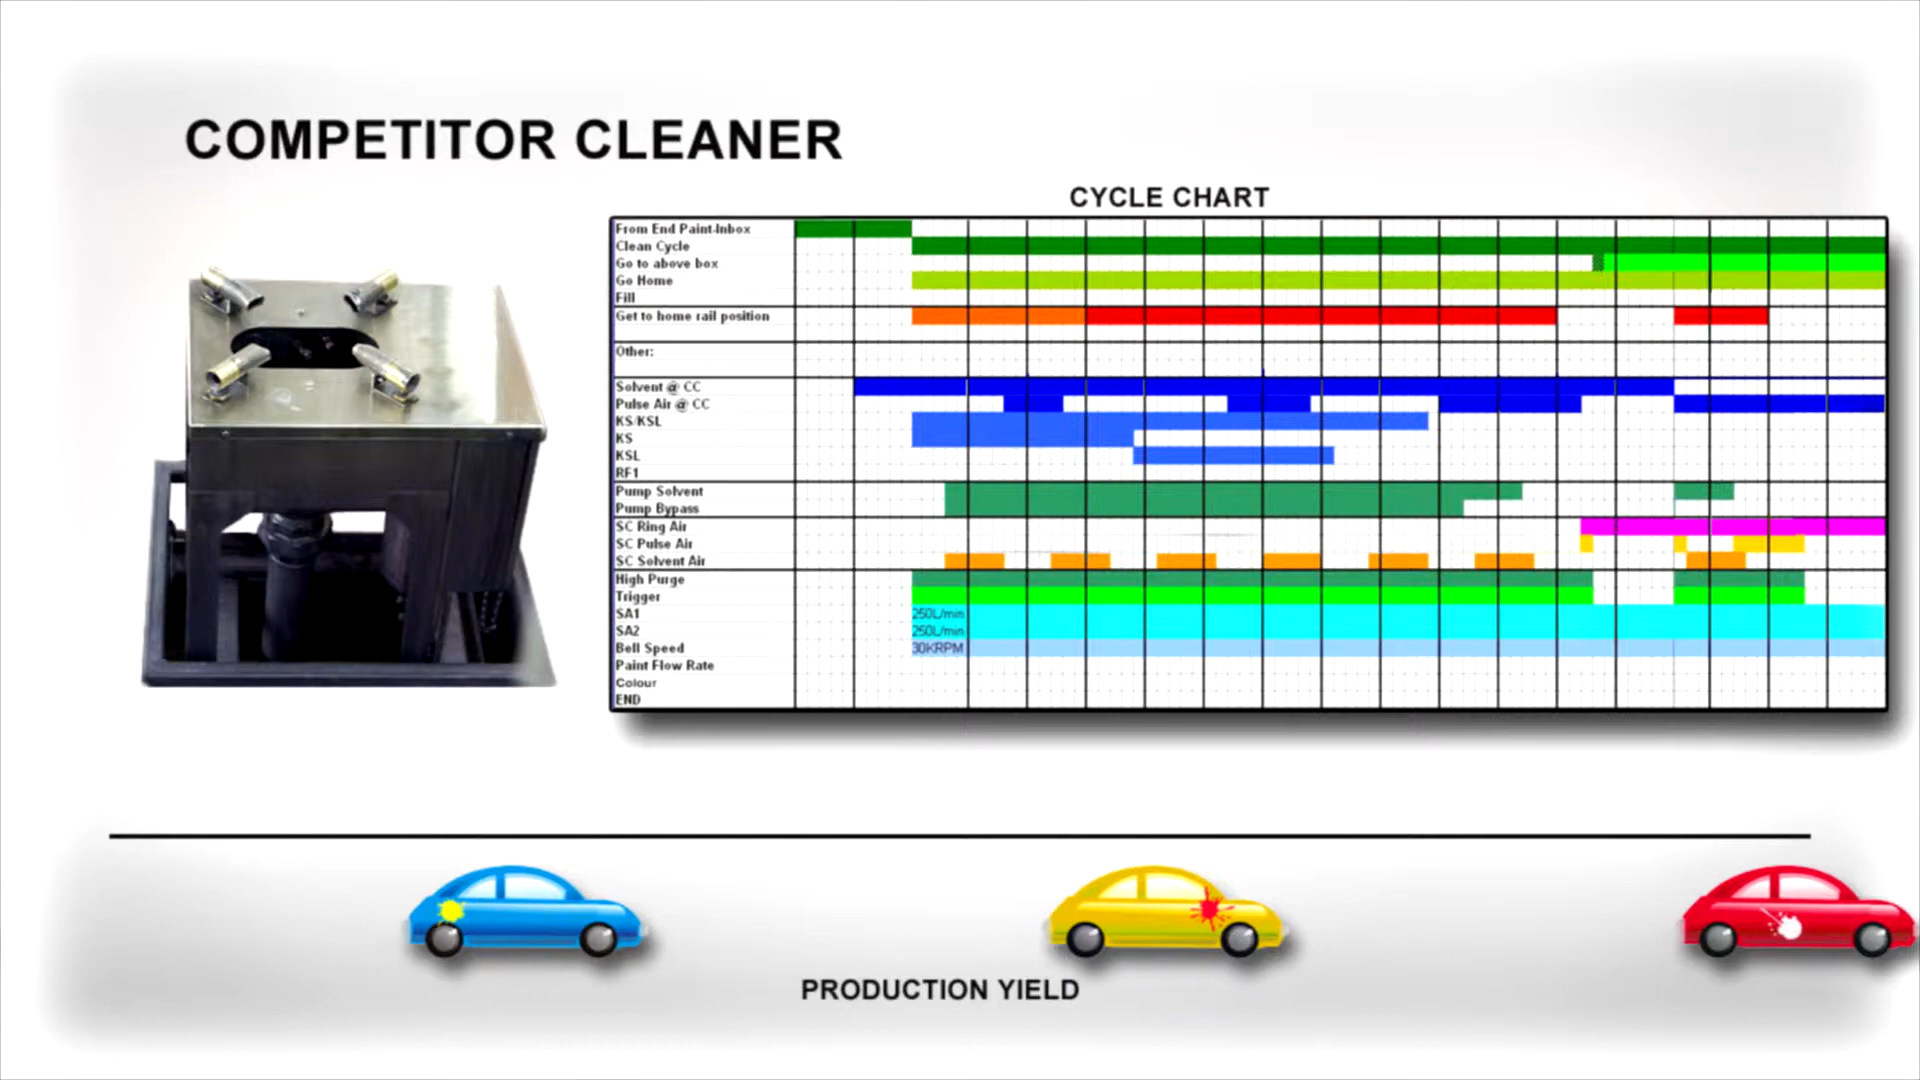 COMPETITOR CLEANER
CYCLE CHART
From End Paint-Inbox
Clean Cycle
Go to above box
Go Home
Fill
Get to home rail position
Other:
Solvent @ CC
Pulse Air @ CC
KS/KSL
KS
KSL
RF1
Pump Solvent
Pump Bypass
SC Ring Air
SC Pulse Air
SC Solvent Air
High Purge
Trigger
SA1 250L/min
SA2 250L/min
Bell Speed 30KRPM
Paint Flow Rate
Colour
END
PRODUCTION YIELD